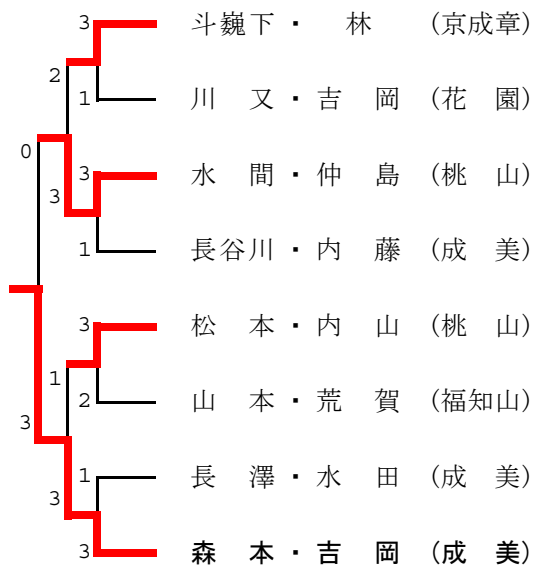 3 斗巍下・ 林 (京成章)
2
1 川 又・吉 岡 (花 園)
0
3 水 間・仲 島 (桃 山)
3
1 長谷川・内 藤 (成 美)
3 松 本・内 山 (桃 山)
1
2 山 本・荒 賀 (福知山)
3
1 長 澤・水 田 (成 美)
3
3 森 本・吉 岡 (成 美)